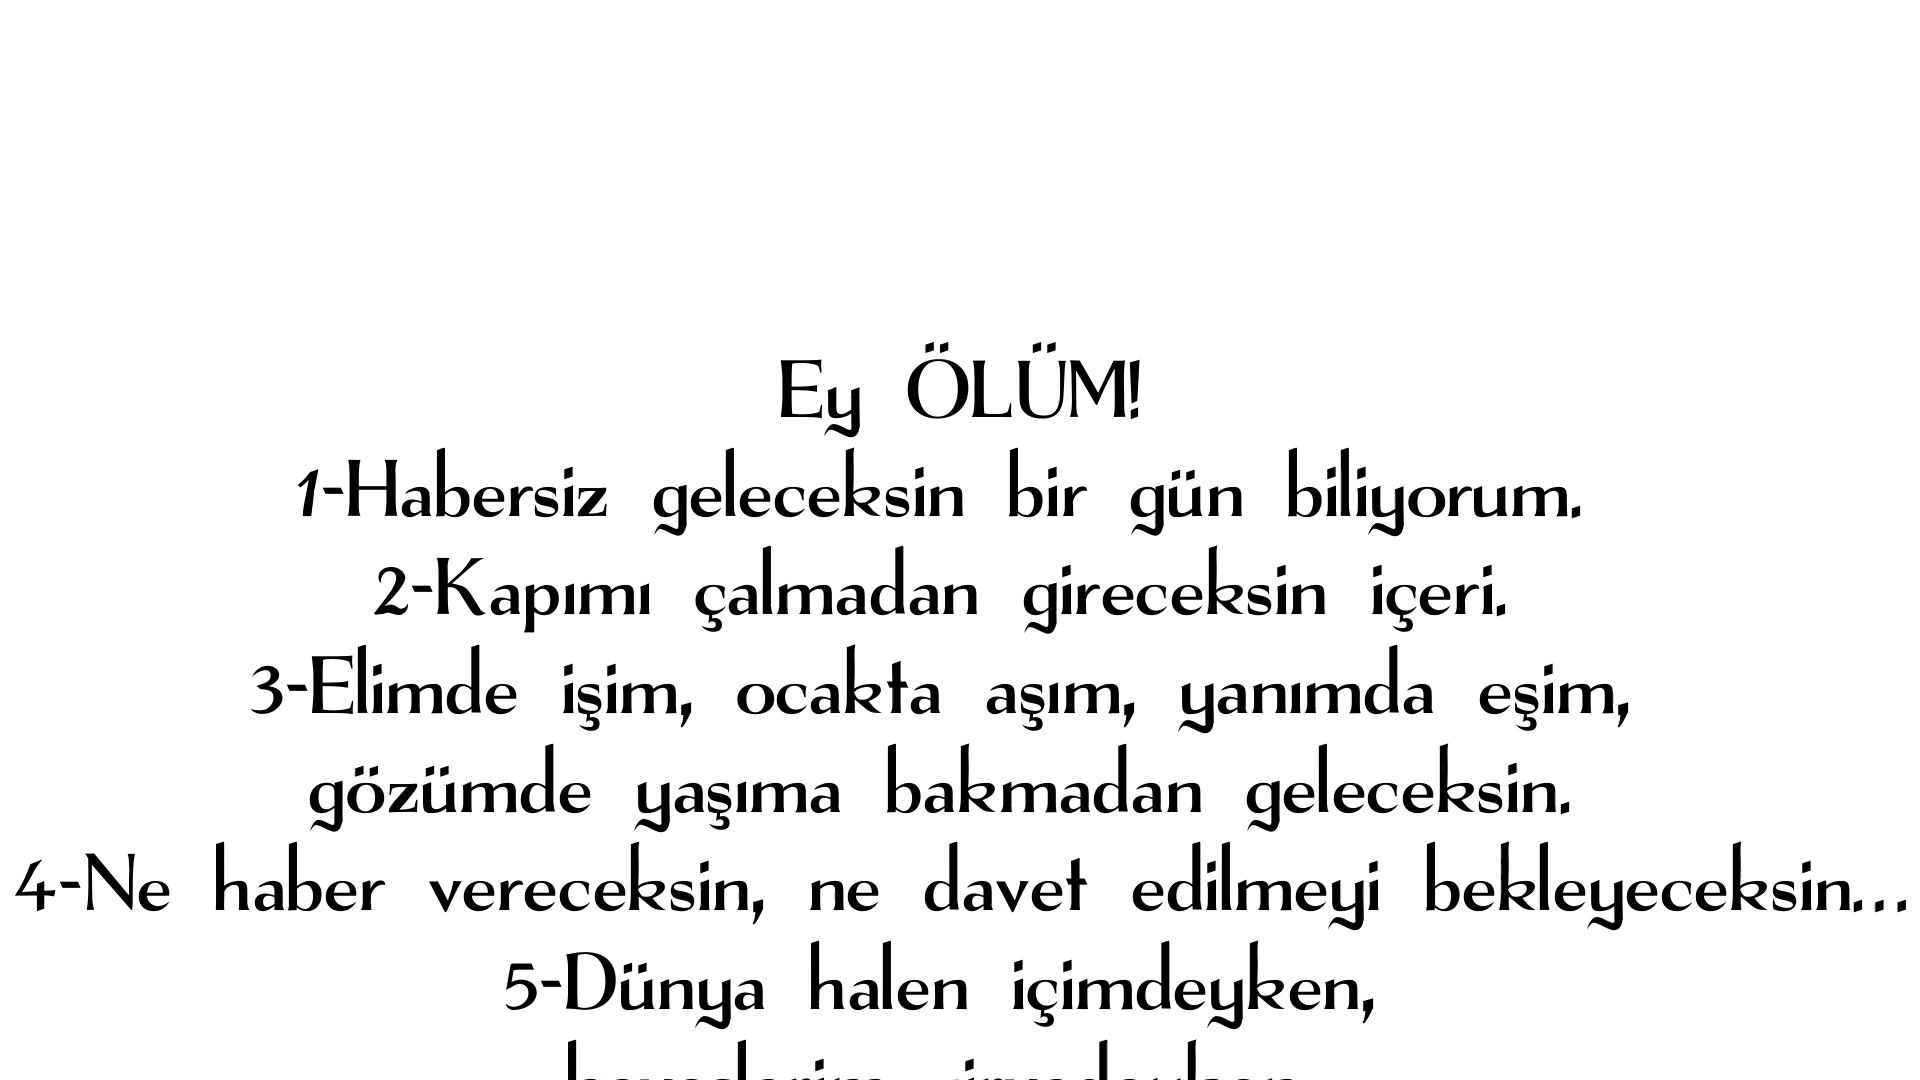 Ey ÖLÜM!
1-Habersiz geleceksin bir gün biliyorum.
2-Kapımı çalmadan gireceksin içeri.
3-Elimde işim, ocakta aşım, yanımda eşim,
gözümde yaşıma bakmadan geleceksin.
4-Ne haber vereceksin, ne davet edilmeyi bekleyeceksin...
5-Dünya halen içimdeyken,